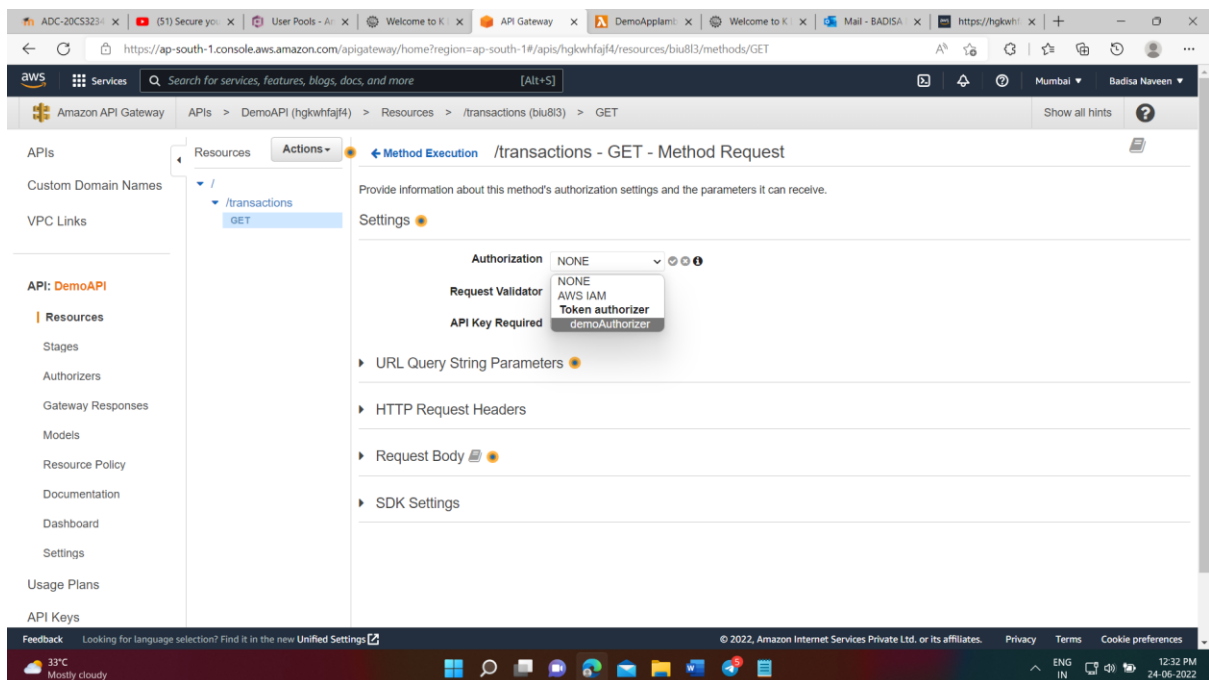 ADC-20CS323
(51) Secure you
User Pools - A
Welcome to K
API Gateway
DemoApplamb
Welcome to K
Mail - BADISA
https://hgkwhf
https://ap-south-1.console.aws.amazon.com/apigateway/home?region=ap-south-1#/apis/hgkwhfajf4/resources/biu8l3/methods/GET
aws
Services
Search for services, features, blogs, docs, and more
[Alt+S]
Mumbai
Badisa Naveen
Amazon API Gateway
APIs > DemoAPI (hgkwhfajf4) > Resources > /transactions (biu8l3) > GET
Show all hints
APIs
Custom Domain Names
VPC Links
API: DemoAPI
Resources
Stages
Authorizers
Gateway Responses
Models
Resource Policy
Documentation
Dashboard
Settings
Usage Plans
API Keys
Resources
Actions
/
/transactions
GET
Method Execution
/transactions - GET - Method Request
Provide information about this method's authorization settings and the parameters it can receive.
Settings
Authorization NONE
NONE
AWS IAM
Token authorizer
demoAuthorizer
Request Validator
API Key Required
URL Query String Parameters
HTTP Request Headers
Request Body
SDK Settings
Feedback
Looking for language selection? Find it in the new Unified Settings
© 2022, Amazon Internet Services Private Ltd. or its affiliates.
Privacy
Terms
Cookie preferences
33°C
Mostly cloudy
ENG
IN
12:32 PM
24-06-2022